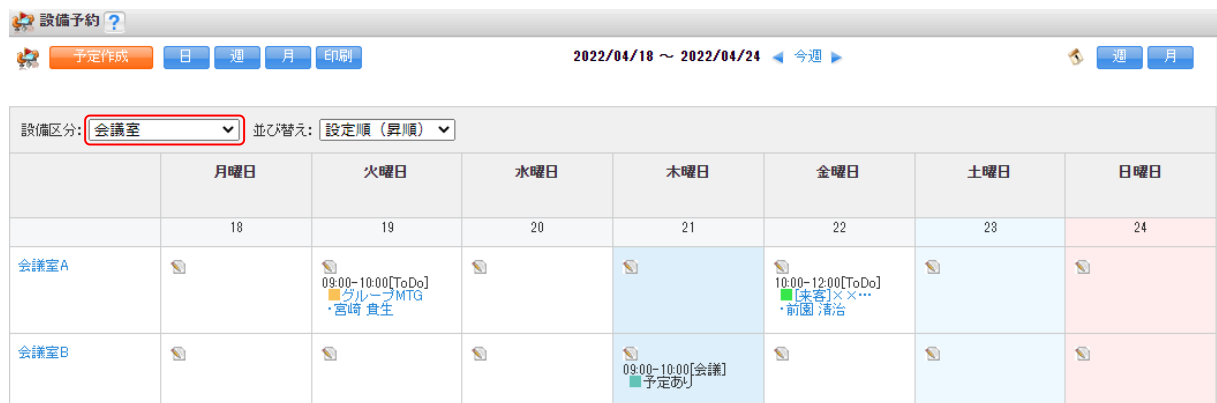 設備予約 ?
予定作成 日 週 月 印刷 2022/04/18 ～ 2022/04/24 今週 週 月
設備区分: 会議室 並び替え: 設定順（昇順）
月曜日 火曜日 水曜日 木曜日 金曜日 土曜日 日曜日
18 19 20 21 22 23 24
会議室A
09:00-10:00[ToDo]
グループMTG
・宮崎 貴生
10:00-12:00[ToDo]
[来客]××…
・前園 清治
会議室B
09:00-10:00[会議]
予定あり